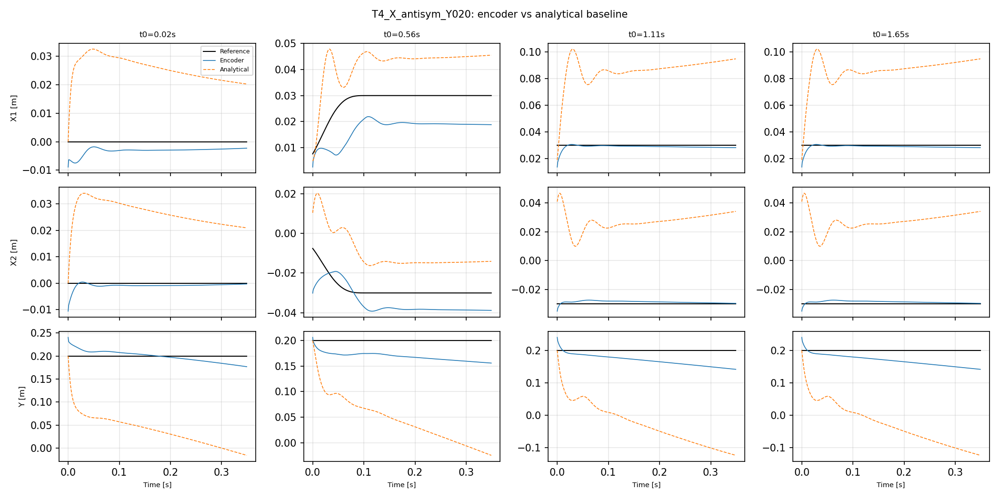 T4_X_antisym_Y020: encoder vs analytical baseline
t0=0.02s
t0=0.56s
t0=1.11s
t0=1.65s
X1 [m]
0.03
0.02
0.01
0.00
−0.01
Reference
Encoder
Analytical
0.05
0.04
0.03
0.02
0.01
0.10
0.08
0.06
0.04
0.02
0.10
0.08
0.06
0.04
0.02
X2 [m]
0.03
0.02
0.01
0.00
−0.01
0.02
0.00
−0.02
−0.04
0.04
0.02
0.00
−0.02
0.04
0.02
0.00
−0.02
Y [m]
0.25
0.20
0.15
0.10
0.05
0.00
0.20
0.15
0.10
0.05
0.00
0.2
0.1
0.0
−0.1
0.2
0.1
0.0
−0.1
0.0 0.1 0.2 0.3
0.0 0.1 0.2 0.3
0.0 0.1 0.2 0.3
0.0 0.1 0.2 0.3
Time [s]
Time [s]
Time [s]
Time [s]